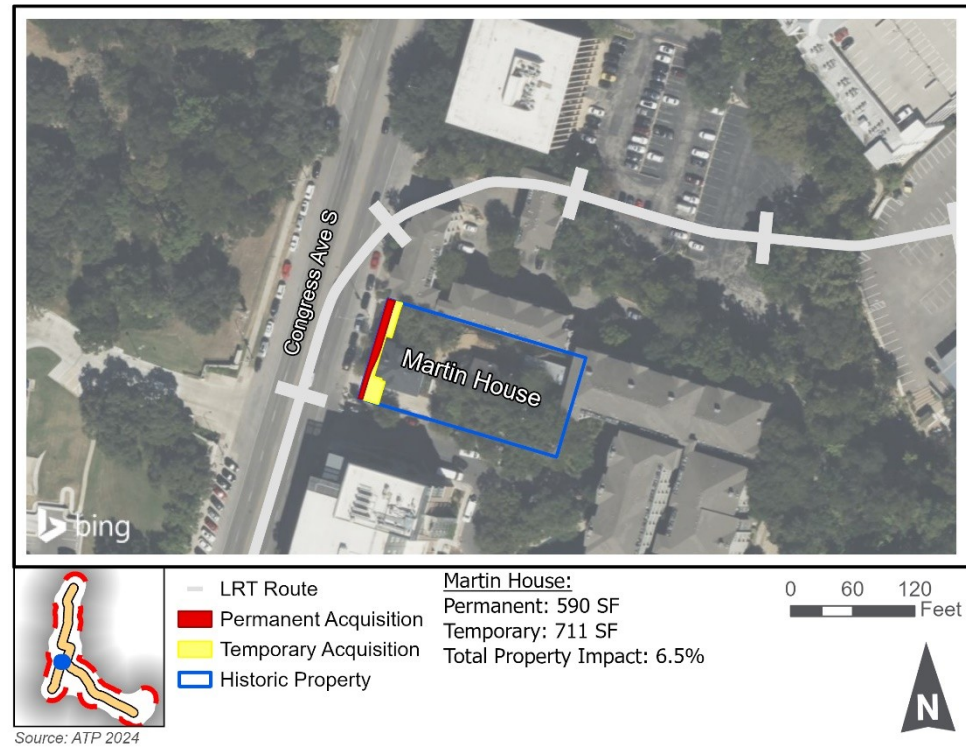 Congress Ave S
Martin House
bing
LRT Route
Permanent Acquisition
Temporary Acquisition
Historic Property
Martin House:
Permanent: 590 SF
Temporary: 711 SF
Total Property Impact: 6.5%
0 60 120
Feet
N
Source: ATP 2024